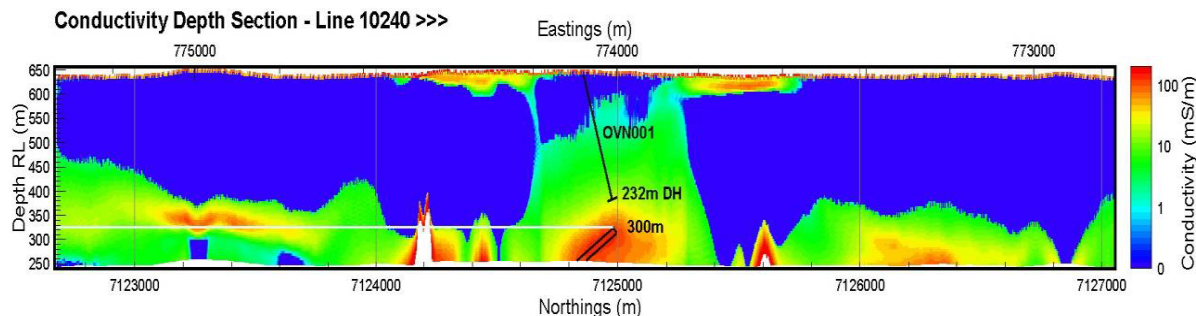 Conductivity Depth Section - Line 10240 >>>
Eastings (m)
775000 774000 773000
650
600
550
500
450
400
350
300
250
Depth RL (m)
OVN001
232m DH
300m
100
10
1
0
Conductivity (mS/m)
7123000 7124000 7125000 7126000 7127000
Northings (m)